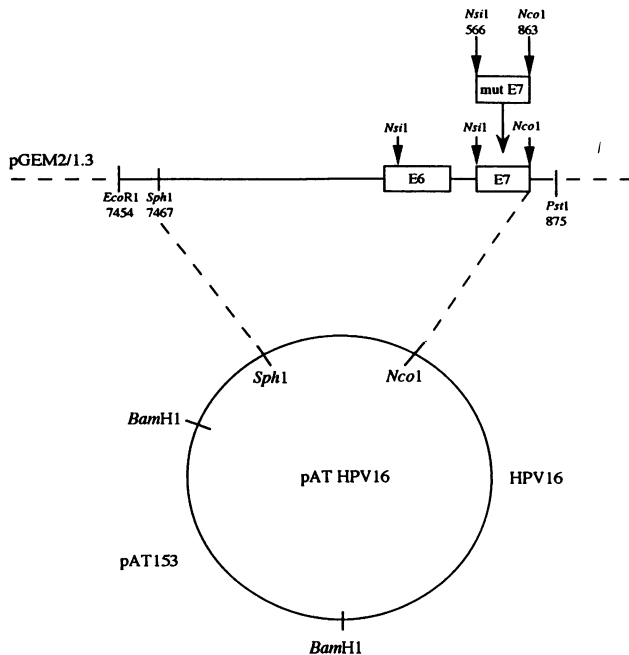 Nsi1 Nco1
566 863
mut E7
Nsi1 Nsi1 Nco1
pGEM2/1.3
E6 E7
EcoR1 Sph1
7454 7467
Pst1
875
Sph1 Nco1
BamH1
pAT HPV16
HPV16
pAT153
BamH1